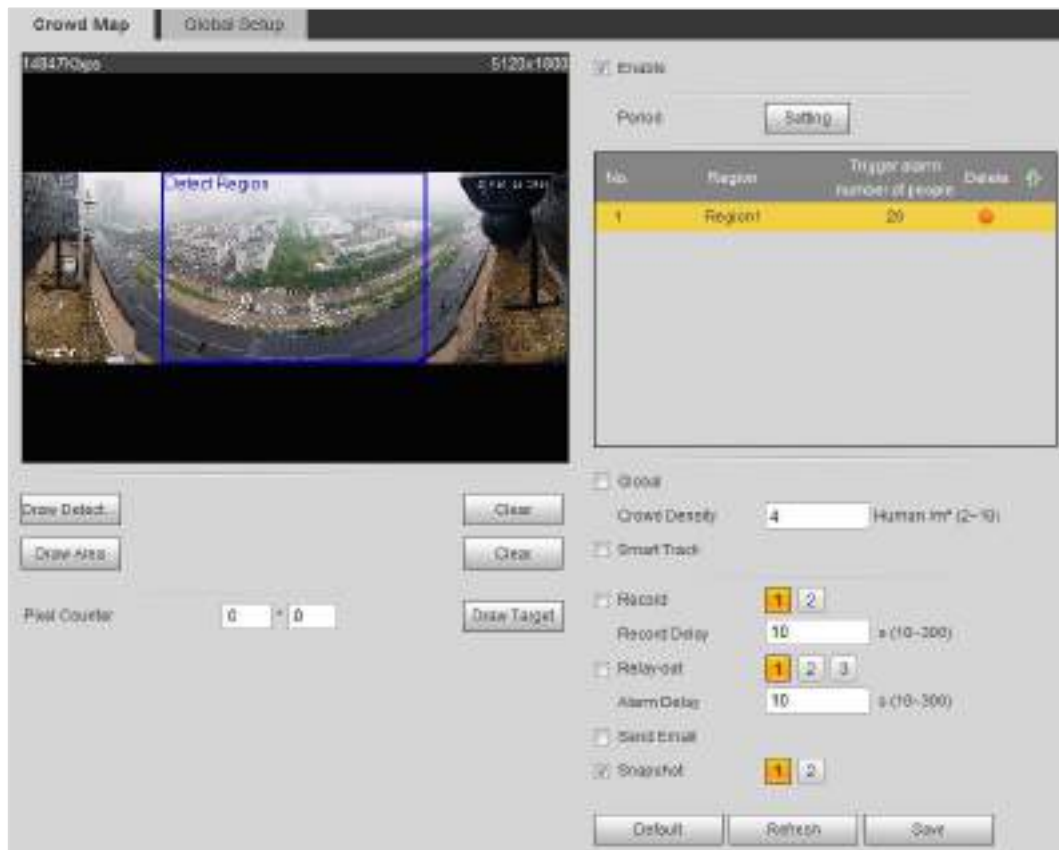 Crowd Map Global Setup
5120x1800
Enable
Detect Region
Period Setting
No. Region Trigger alarm number of people Delete
1 Region1 20
Draw Detect... Clear
Draw Area Clear
Pixel Counter 0 * 0 Draw Target
Global
Crowd Density 4 Human /m² (2~10)
Smart Track
Record 1 2
Record Delay 10 s (10~300)
Relay-out 1 2 3
Alarm Delay 10 s (10~300)
Send Email
Snapshot 1 2
Default Refresh Save